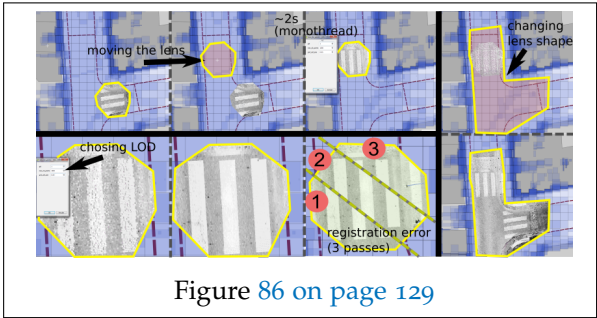 ~2s
(monothread)
moving the lens
changing
lens shape
chosing LOD
3
2
1
registration error
(3 passes)
Figure 86 on page 129